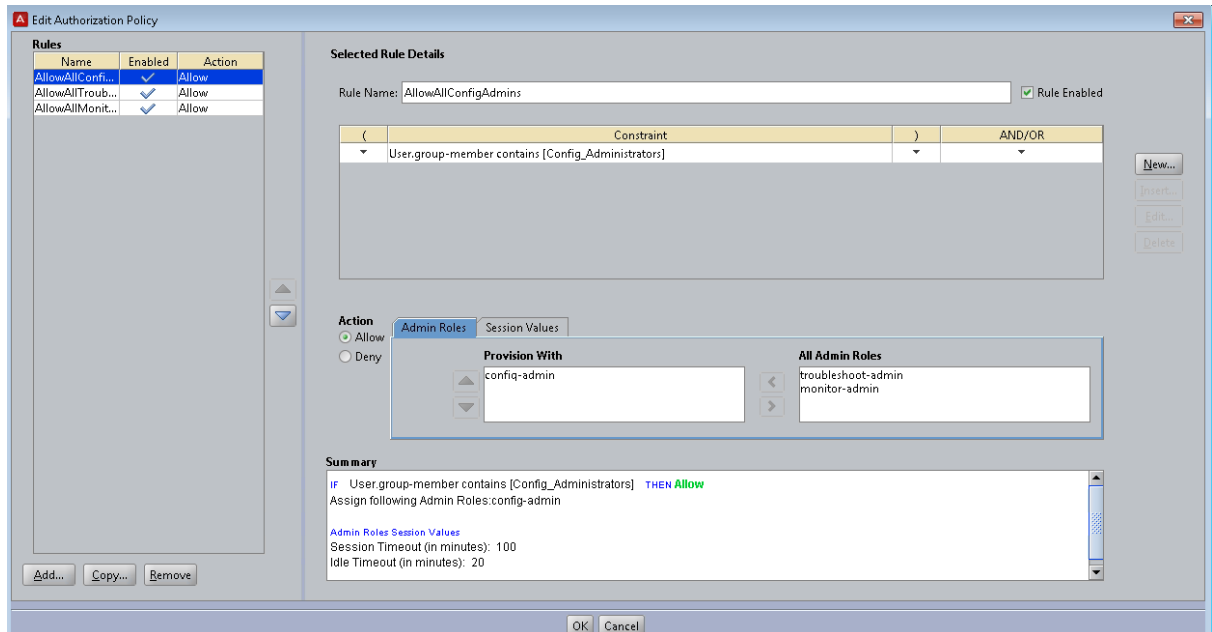 Edit Authorization Policy
Rules
Name Enabled Action
AllowAllConfi... Allow
AllowAllTroub... Allow
AllowAllMonit... Allow
Add... Copy... Remove
Selected Rule Details
Rule Name: AllowAllConfigAdmins Rule Enabled
( Constraint ) AND/OR
User.group-member contains [Config_Administrators]
New...
Insert...
Edit...
Delete
Action
Allow
Deny
Admin Roles Session Values
Provision With All Admin Roles
config-admin troubleshoot-admin
monitor-admin
Summary
IF User.group-member contains [Config_Administrators] THEN Allow
Assign following Admin Roles:config-admin
Admin Roles Session Values
Session Timeout (in minutes): 100
Idle Timeout (in minutes): 20
OK Cancel